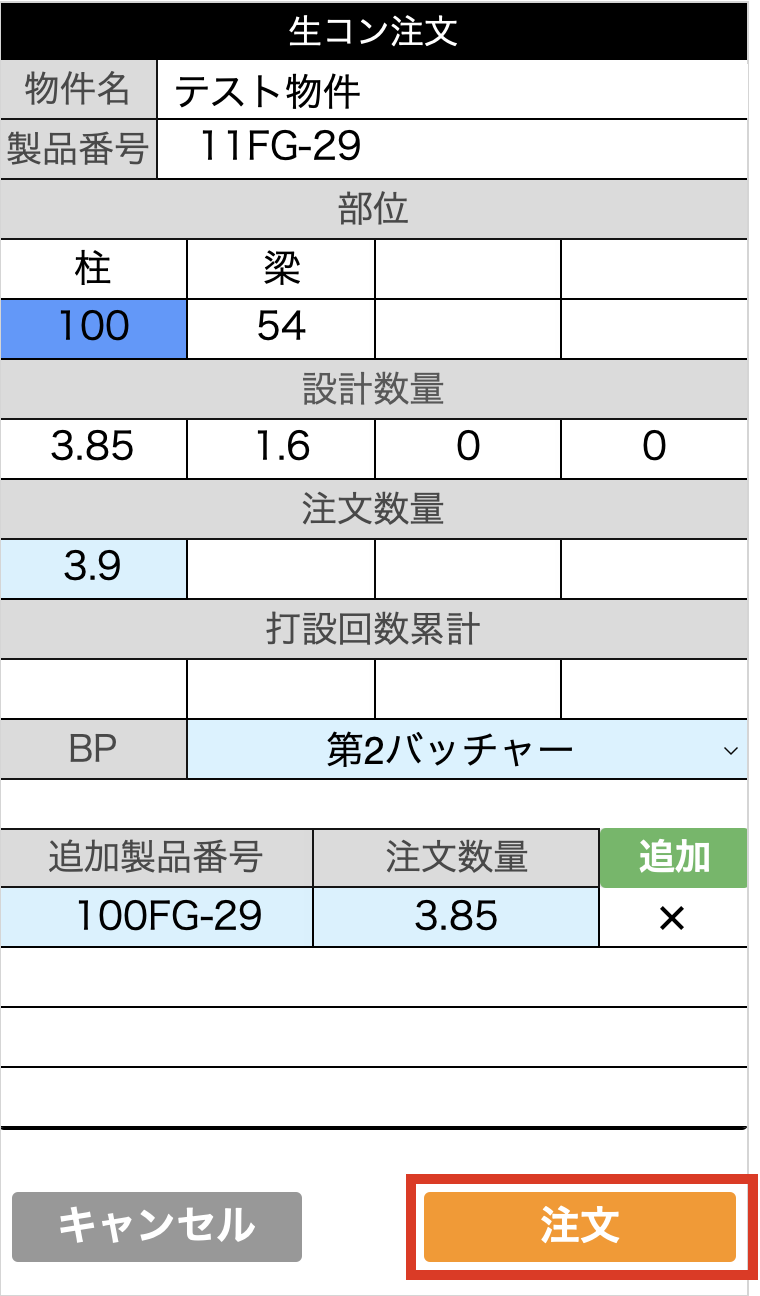 生コン注文
物件名 テスト物件
製品番号 11FG-29
部位
柱 梁
100 54
設計数量
3.85 1.6 0 0
注文数量
3.9
打設回数累計
BP 第2バッチャー
追加製品番号 注文数量 追加
100FG-29 3.85 ×
キャンセル 注文